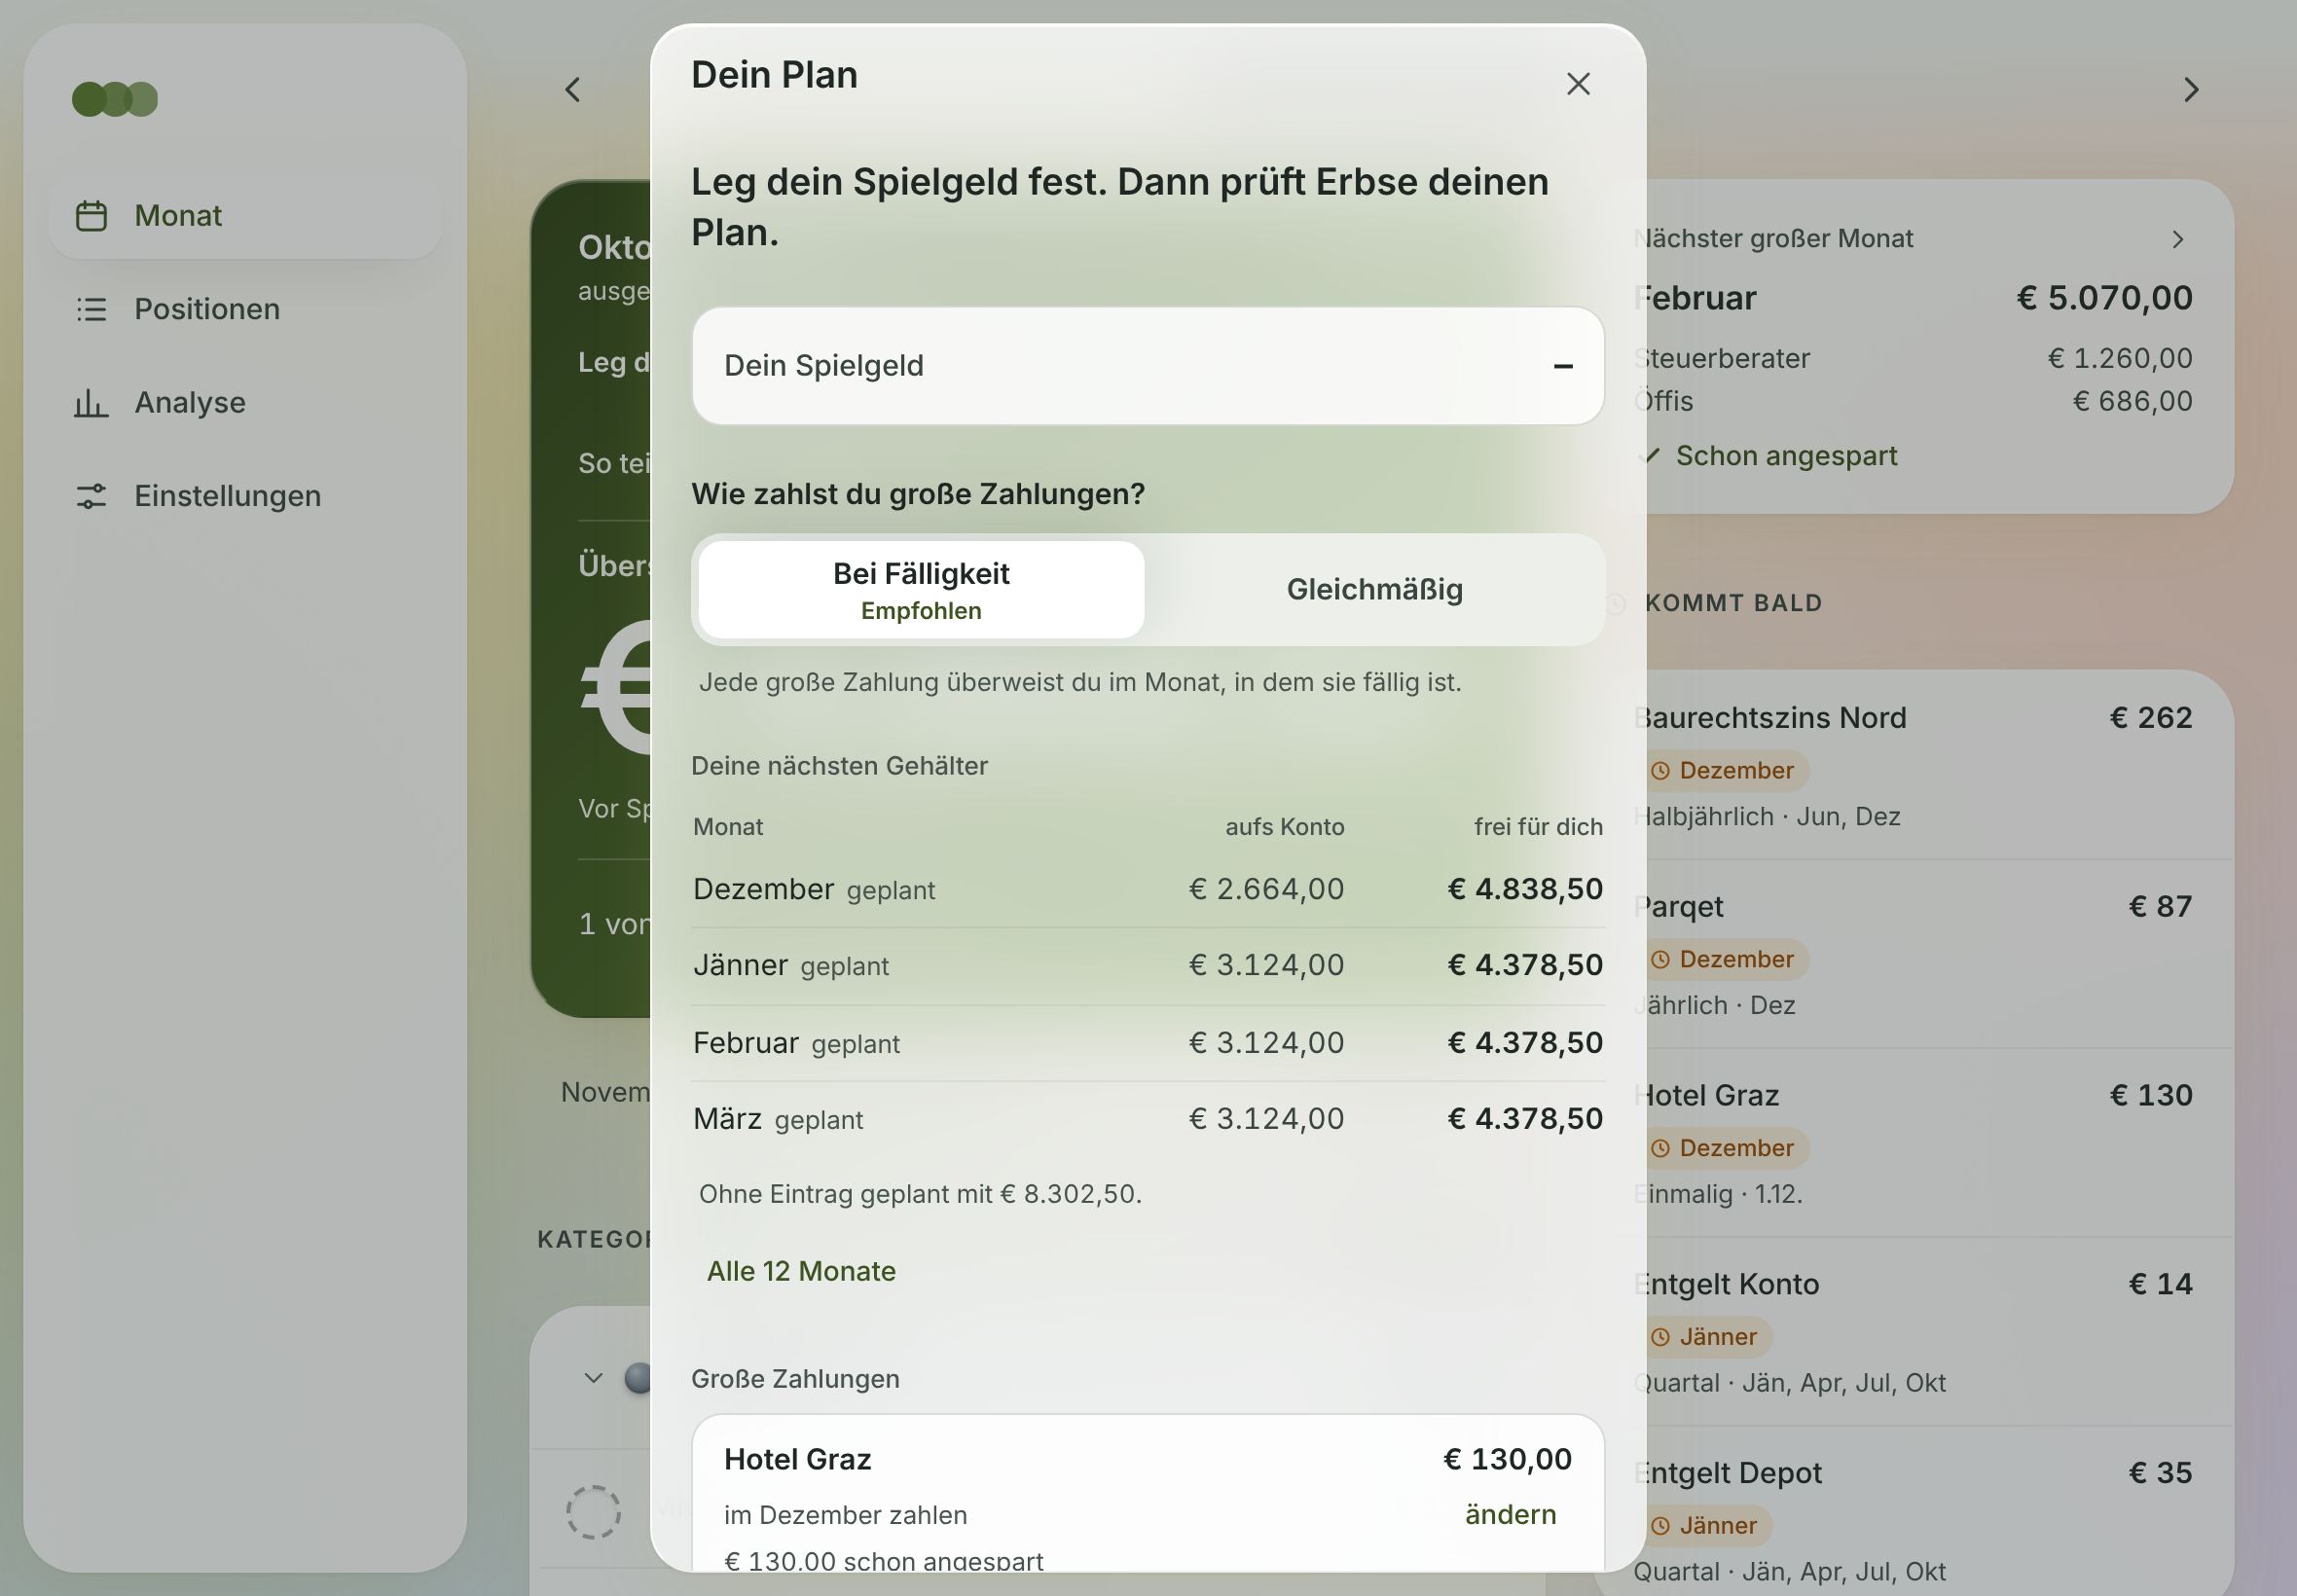 Monat
Positionen
Analyse
Einstellungen
Okto
ausge
Leg d
So tei
Übers
€
Vor Sp
1 von
Novem
KATEGOR
Dein Plan
Leg dein Spielgeld fest. Dann prüft Erbse deinen
Plan.
Dein Spielgeld –
Wie zahlst du große Zahlungen?
Bei Fälligkeit
Empfohlen
Gleichmäßig
Jede große Zahlung überweist du im Monat, in dem sie fällig ist.
Deine nächsten Gehälter
Monat aufs Konto frei für dich
Dezember geplant € 2.664,00 € 4.838,50
Jänner geplant € 3.124,00 € 4.378,50
Februar geplant € 3.124,00 € 4.378,50
März geplant € 3.124,00 € 4.378,50
Ohne Eintrag geplant mit € 8.302,50.
Alle 12 Monate
Große Zahlungen
Hotel Graz € 130,00
im Dezember zahlen ändern
€ 130,00 schon angespart
Nächster großer Monat
Februar € 5.070,00
Steuerberater € 1.260,00
Öffis € 686,00
Schon angespart
KOMMT BALD
Baurechtszins Nord € 262
Dezember
Halbjährlich · Jun, Dez
Parqet € 87
Dezember
Jährlich · Dez
Hotel Graz € 130
Dezember
Einmalig · 1.12.
Entgelt Konto € 14
Jänner
Quartal · Jän, Apr, Jul, Okt
Entgelt Depot € 35
Jänner
Quartal · Jän, Apr, Jul, Okt